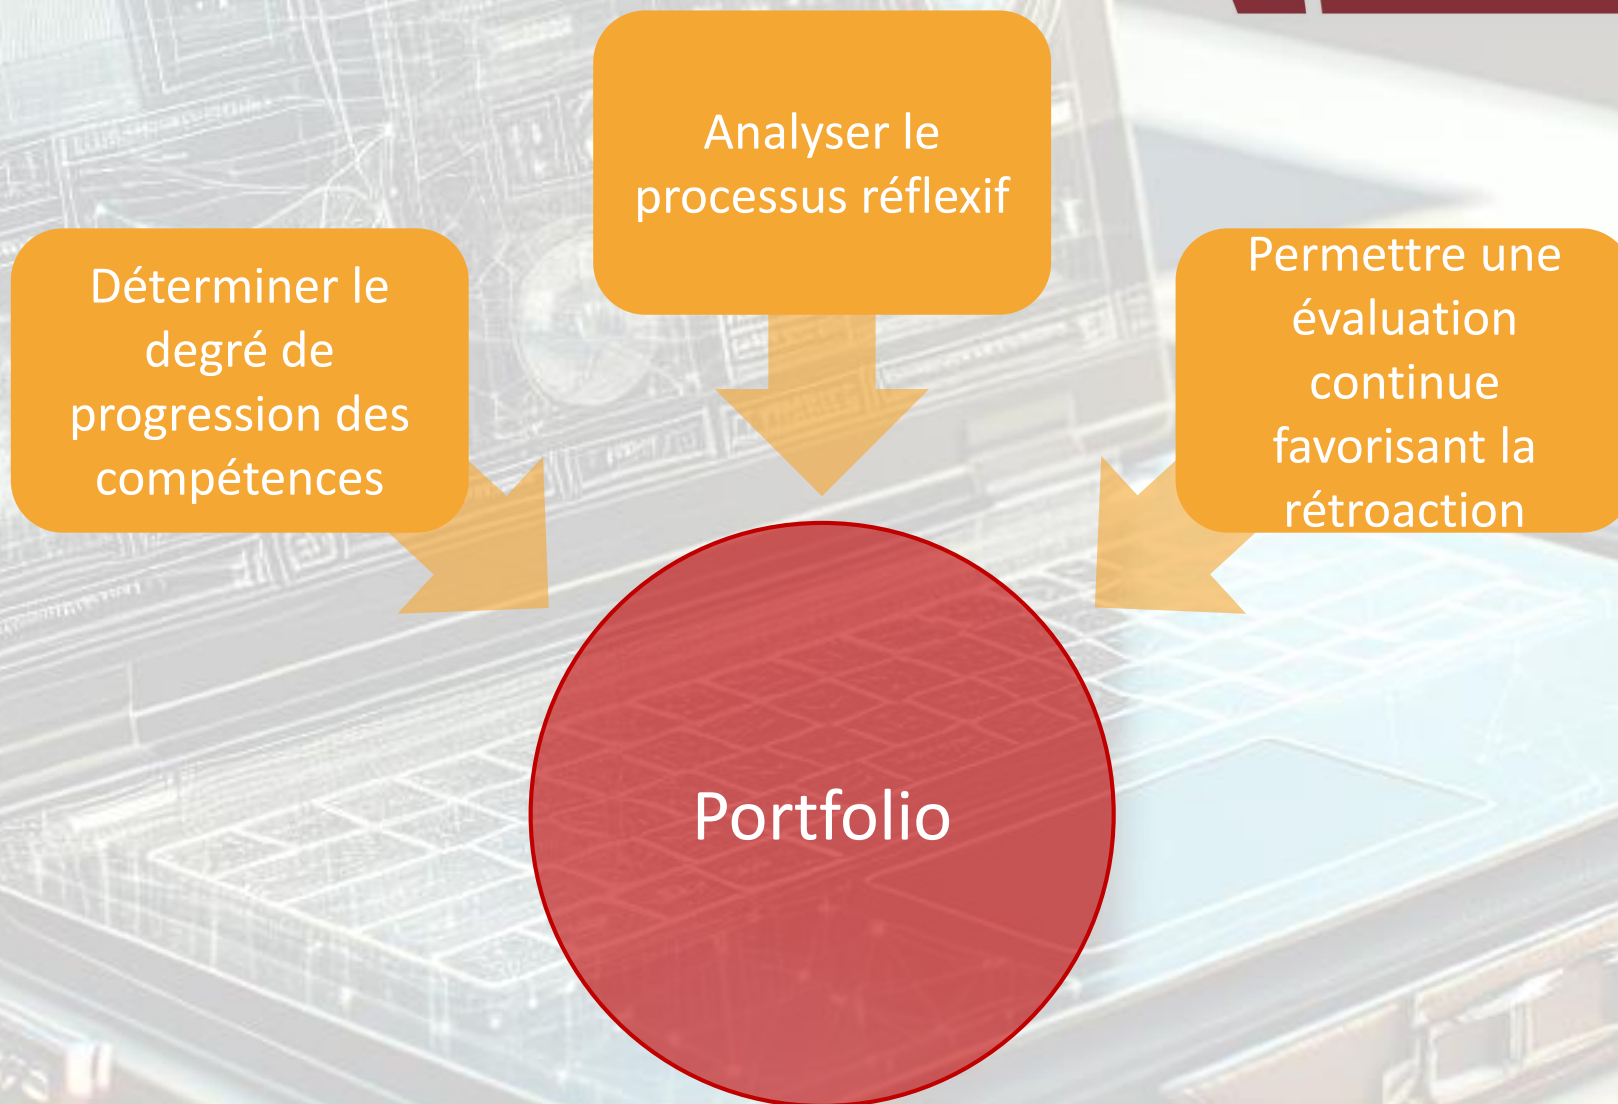 Analyser le
processus réflexif
Déterminer le
degré de
progression des
compétences
Permettre une
évaluation
continue
favorisant la
rétroaction
Portfolio